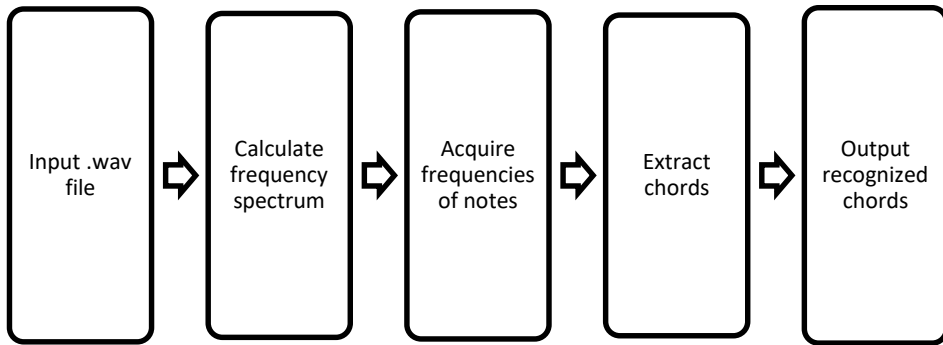 Input .wav
file
Calculate
frequency
spectrum
Acquire
frequencies
of notes
Extract
chords
Output
recognized
chords